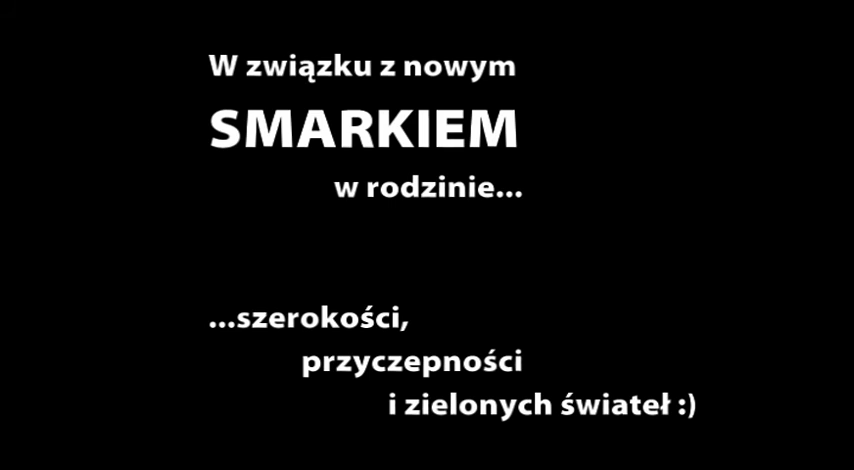 W związku z nowym
SMARKIEM
w rodzinie...
...szerokości,
przyczepności
i zielonych świateł :)